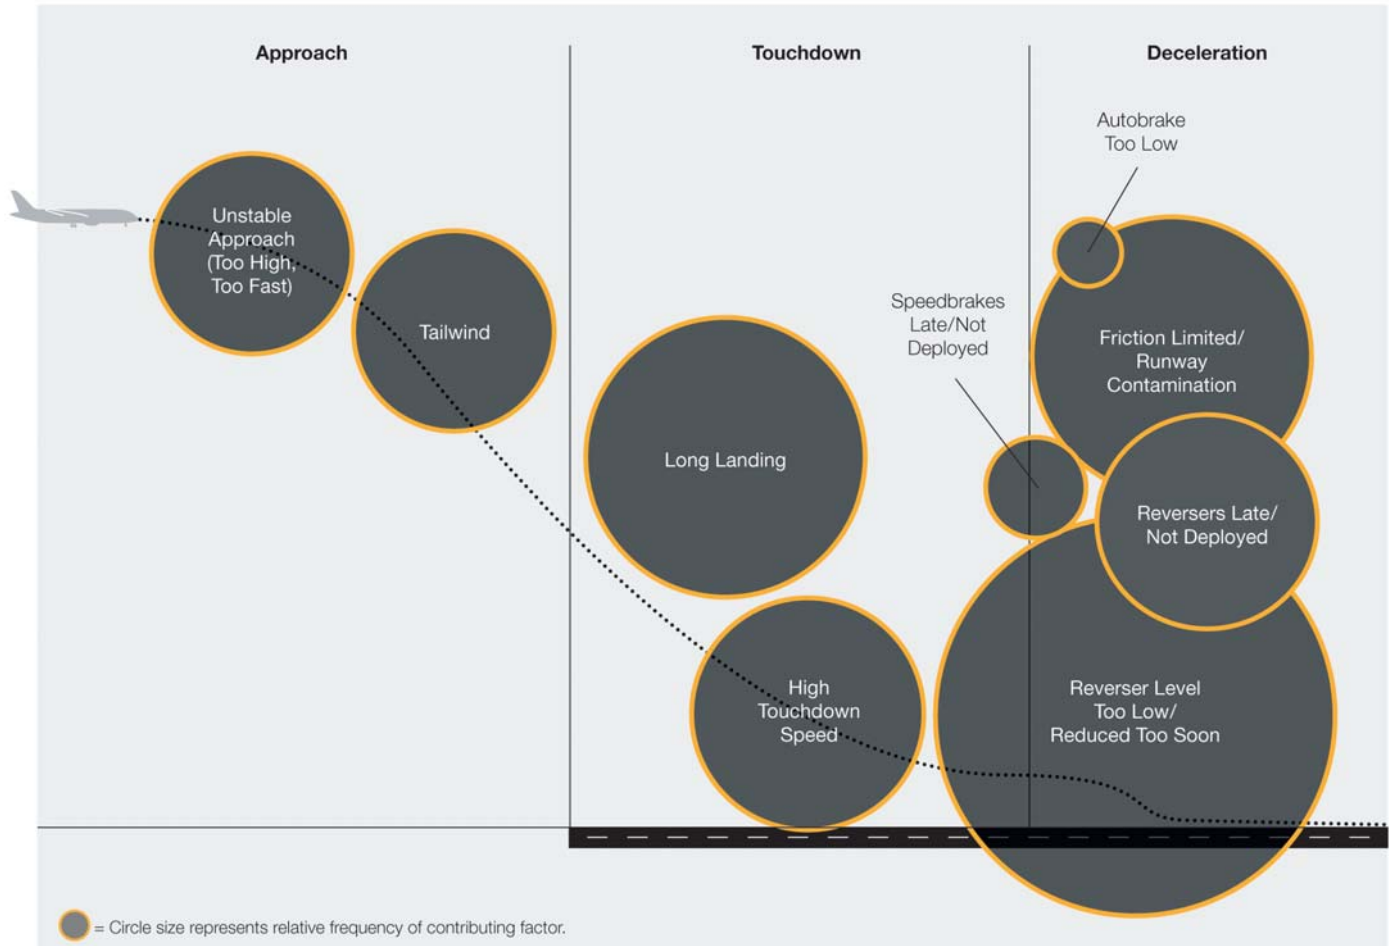 Approach
Touchdown
Deceleration
Unstable
Approach
(Too High,
Too Fast)
Tailwind
Long Landing
High
Touchdown
Speed
Speedbrakes
Late/Not
Deployed
Autobrake
Too Low
Friction Limited/
Runway
Contamination
Reversers Late/
Not Deployed
Reverser Level
Too Low/
Reduced Too Soon
= Circle size represents relative frequency of contributing factor.